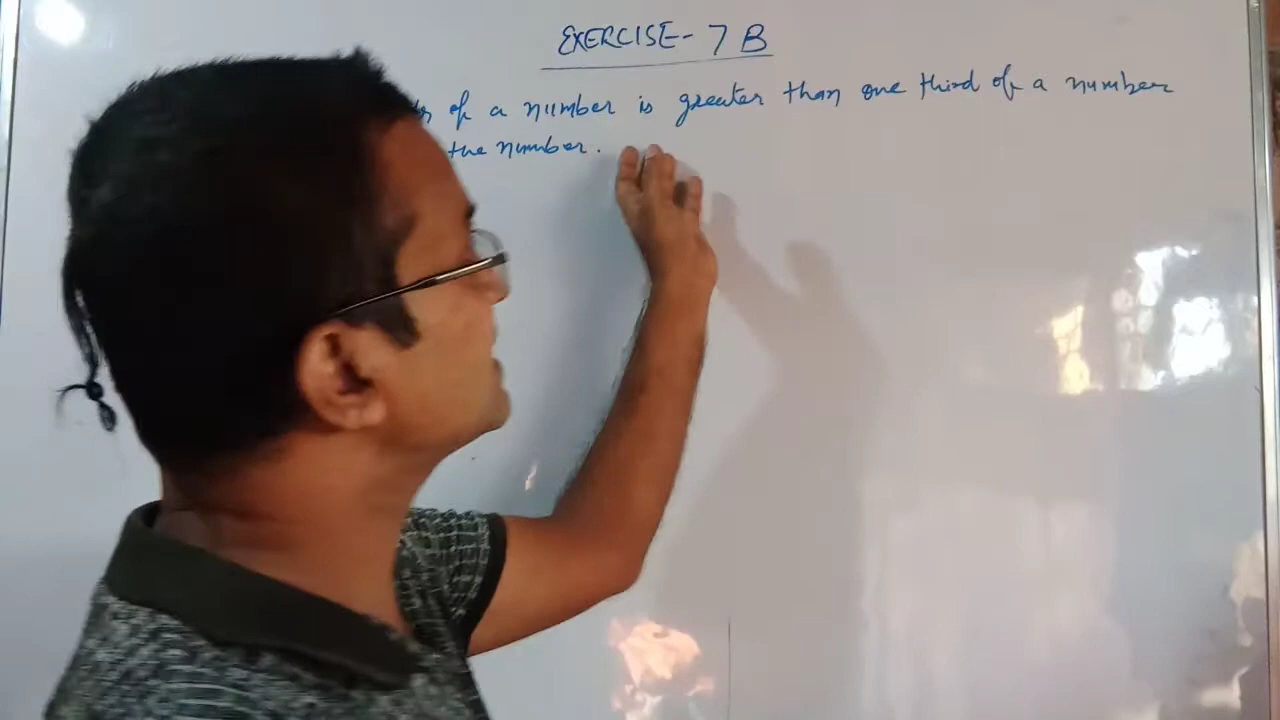 EXERCISE- 7 B
of a number is greater than one third of a number
the number.